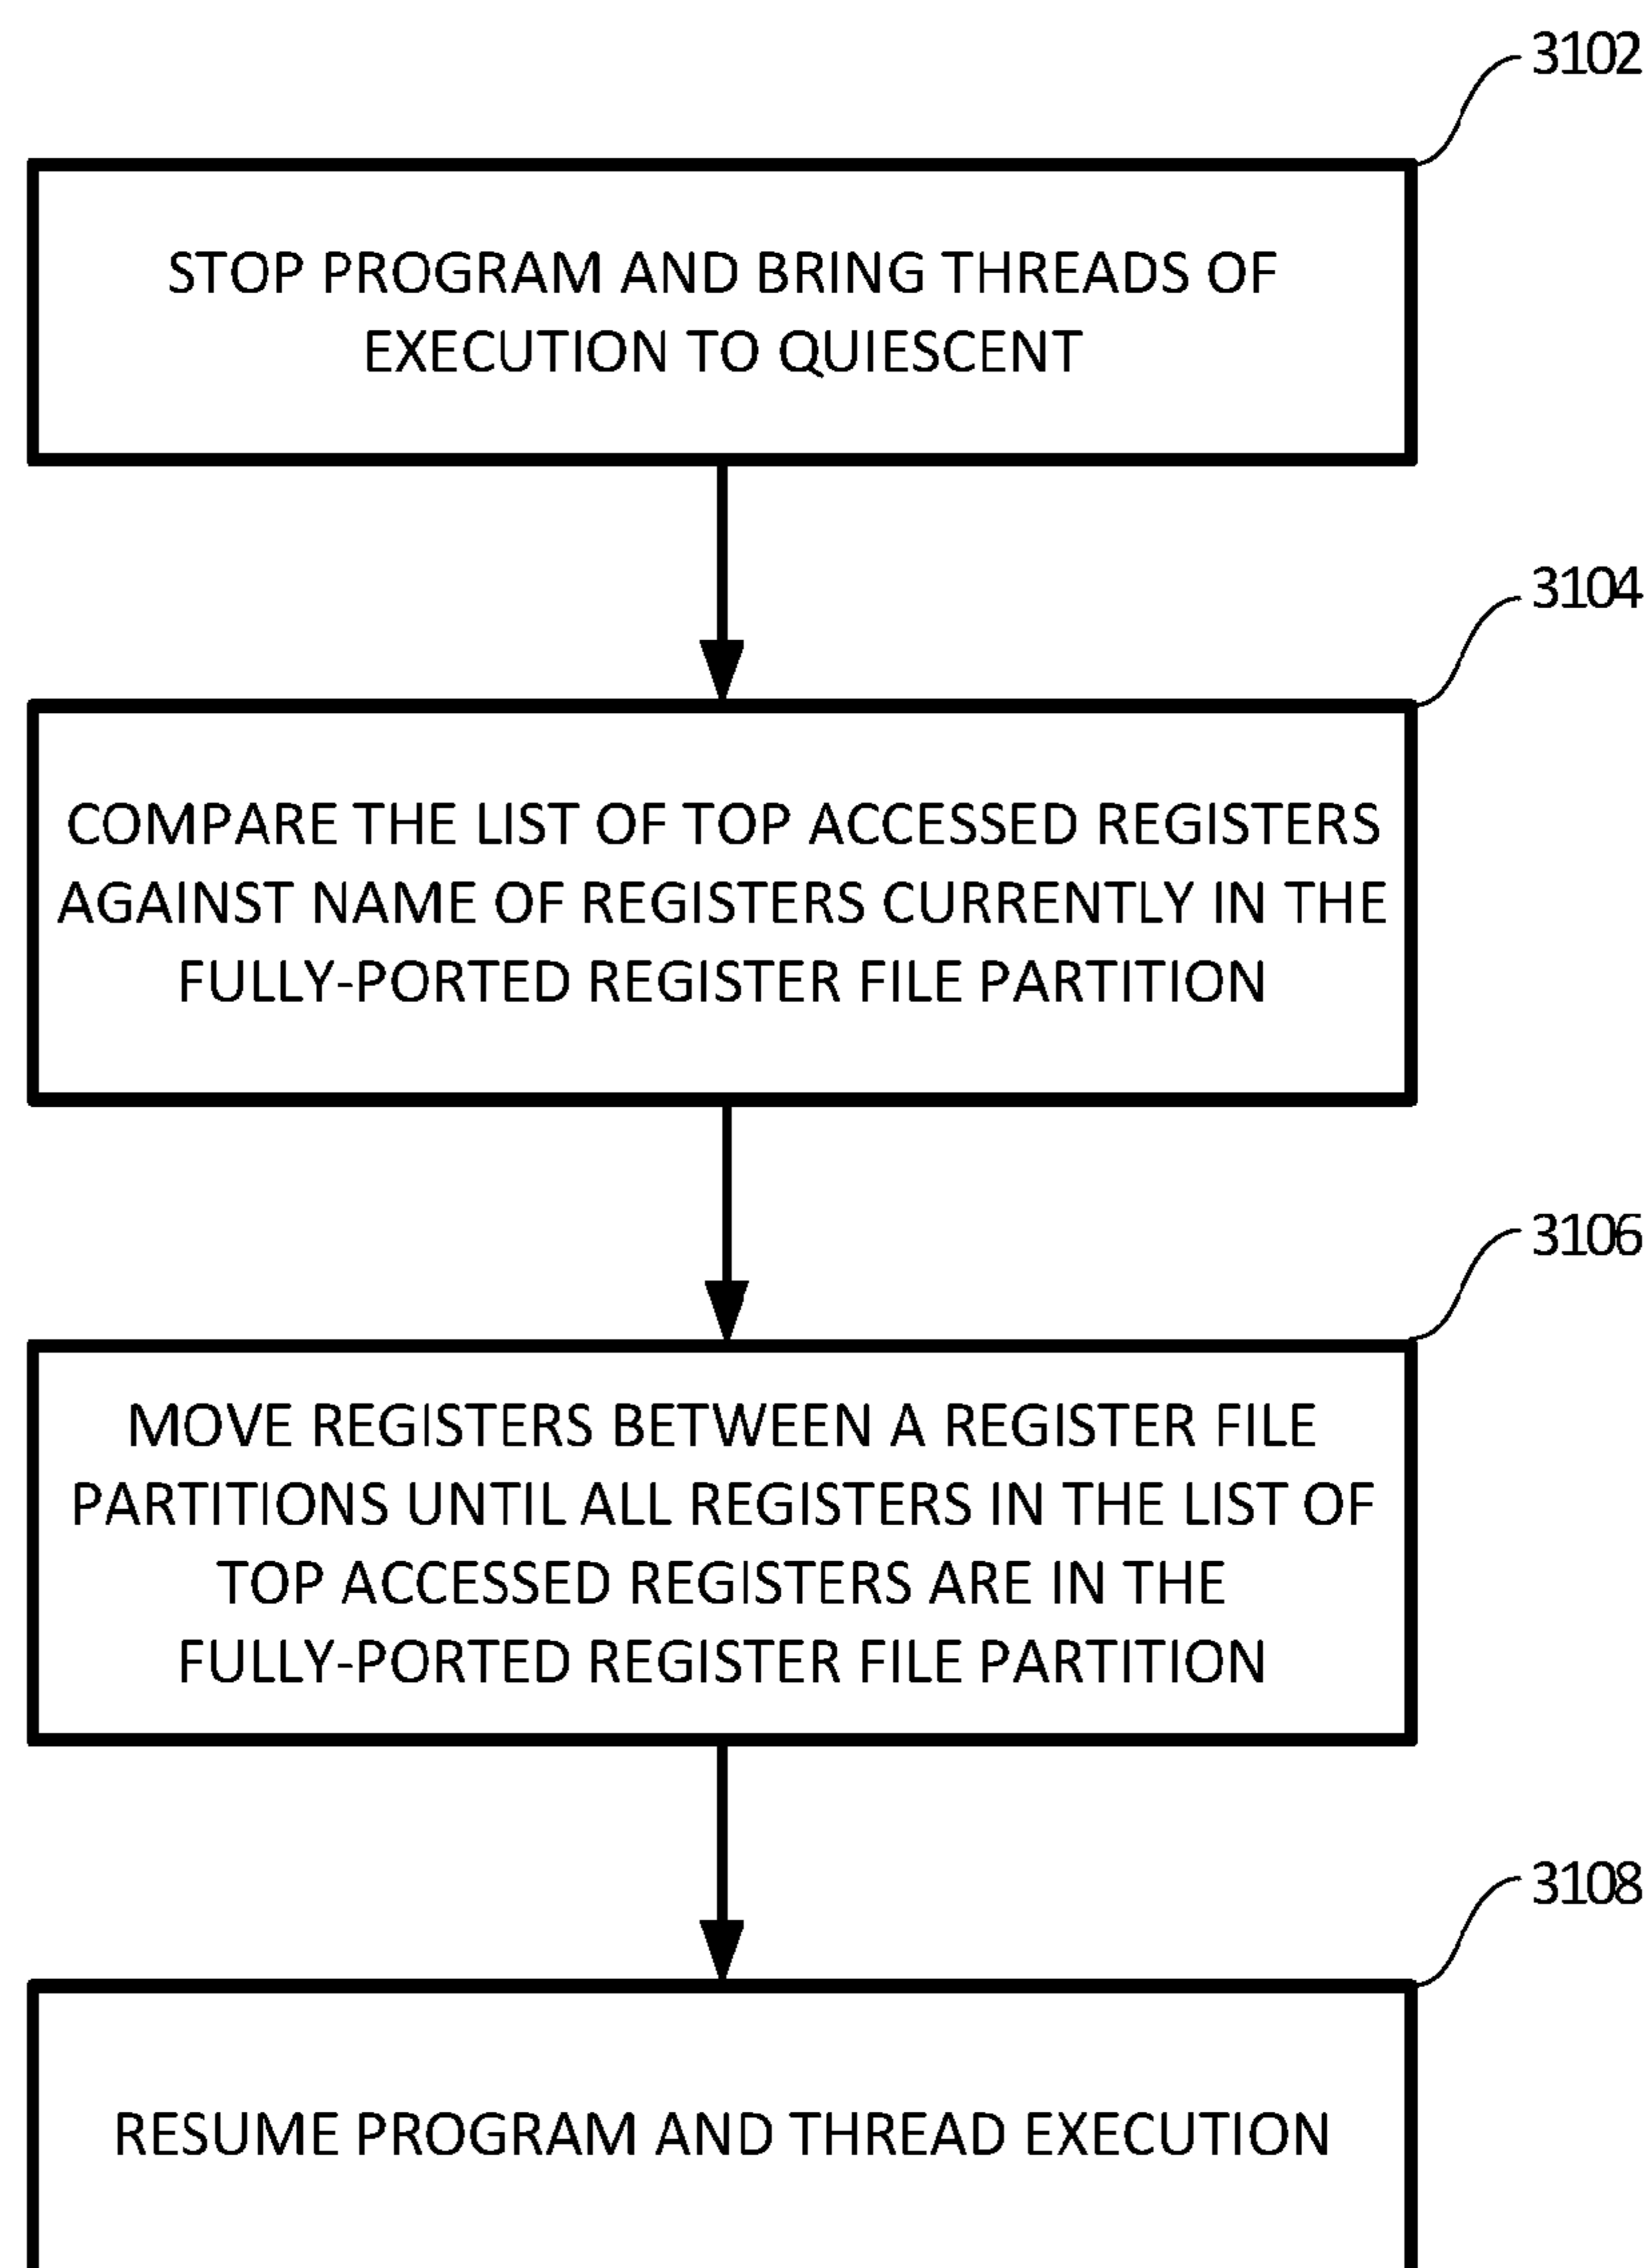 3102
STOP PROGRAM AND BRING THREADS OF
EXECUTION TO QUIESCENT
3104
COMPARE THE LIST OF TOP ACCESSED REGISTERS
AGAINST NAME OF REGISTERS CURRENTLY IN THE
FULLY-PORTED REGISTER FILE PARTITION
3106
MOVE REGISTERS BETWEEN A REGISTER FILE
PARTITIONS UNTIL ALL REGISTERS IN THE LIST OF
TOP ACCESSED REGISTERS ARE IN THE
FULLY-PORTED REGISTER FILE PARTITION
3108
RESUME PROGRAM AND THREAD EXECUTION